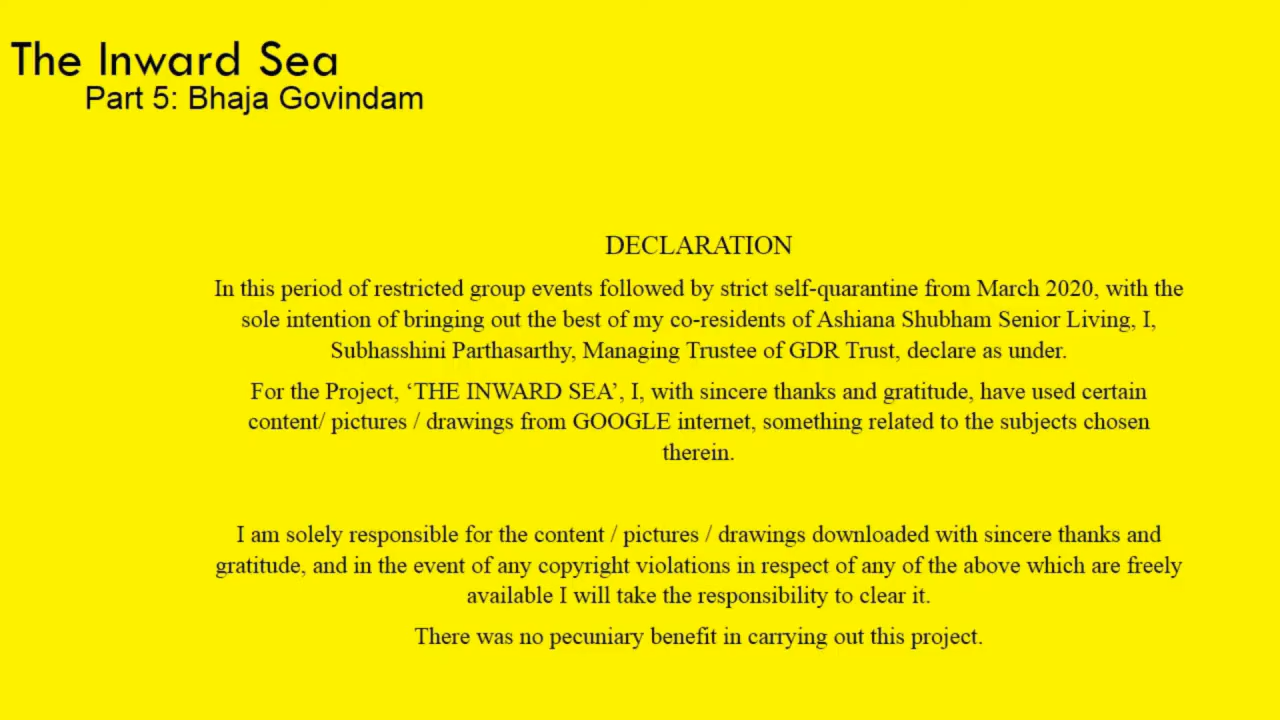 The Inward Sea
Part 5: Bhaja Govindam
DECLARATION
In this period of restricted group events followed by strict self-quarantine from March 2020, with the
sole intention of bringing out the best of my co-residents of Ashiana Shubham Senior Living, I,
Subhasshini Parthasarthy, Managing Trustee of GDR Trust, declare as under.
For the Project, ‘THE INWARD SEA’, I, with sincere thanks and gratitude, have used certain
content/ pictures / drawings from GOOGLE internet, something related to the subjects chosen
therein.
I am solely responsible for the content / pictures / drawings downloaded with sincere thanks and
gratitude, and in the event of any copyright violations in respect of any of the above which are freely
available I will take the responsibility to clear it.
There was no pecuniary benefit in carrying out this project.